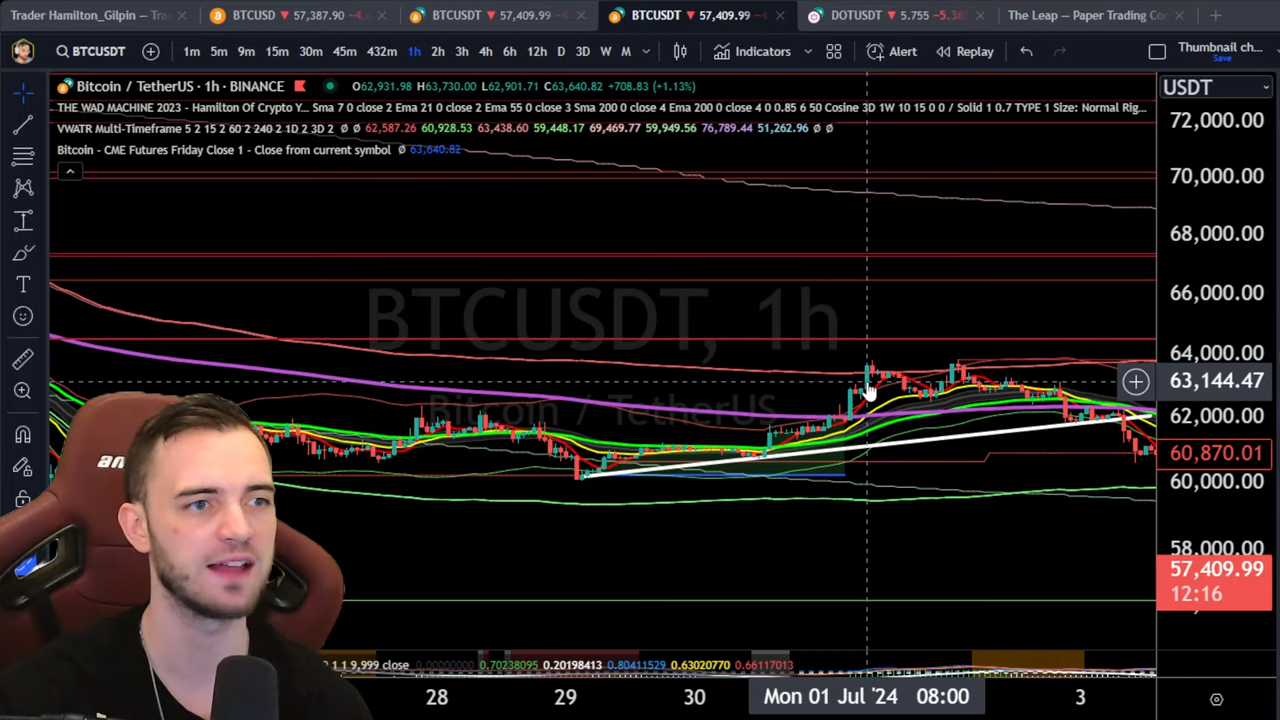 Trader Hamilton_Gilpin — Tra
BTCUSD 57,387.90 -4
BTCUSDT 57,409.99 -4
BTCUSDT 57,409.99 -4
DOTUSDT 5.755 -5.36
The Leap — Paper Trading Co
BTCUSDT
1m 5m 9m 15m 30m 45m 432m 1h 2h 3h 4h 6h 12h D 3D W M
Indicators
Alert
Replay
Thumbnail ch...
Save
Bitcoin / TetherUS · 1h · BINANCE O62,931.98 H63,730.00 L62,901.71 C63,640.82 +708.83 (+1.13%)
USDT
THE WAD MACHINE 2023 - Hamilton Of Crypto Y... Sma 7 0 close 2 Ema 21 0 close 2 Ema 55 0 close 3 Sma 200 0 close 4 Ema 200 0 close 4 0 0.85 6 50 Cosine 3D 1W 10 15 0 0 / Solid 1 0.7 TYPE 1 Size: Normal Rig...
VWATR Multi-Timeframe 5 2 15 2 60 2 240 2 1D 2 3D 2 Ø Ø 62,587.26 60,928.53 63,438.60 59,448.17 69,469.77 59,949.56 76,789.44 51,262.96 Ø Ø
Bitcoin - CME Futures Friday Close 1 - Close from current symbol Ø 63,640.82
72,000.00
70,000.00
68,000.00
66,000.00
64,000.00
63,144.47
62,000.00
60,870.01
60,000.00
58,000.00
57,409.99
12:16
BTCUSDT, 1h
Bitcoin / TetherUS
an
2 1 1 9,999 close 0.00000000 0.70238095 0.20198413 0.80411529 0.63020770 0.66117013
28 29 30 Mon 01 Jul '24 08:00 3